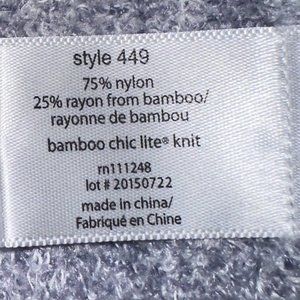 style 449
75% nylon
25% rayon from bamboo/
rayonne de bambou
bamboo chic lite® knit
rn111248
lot # 20150722
made in china/
Fabriqué en Chine